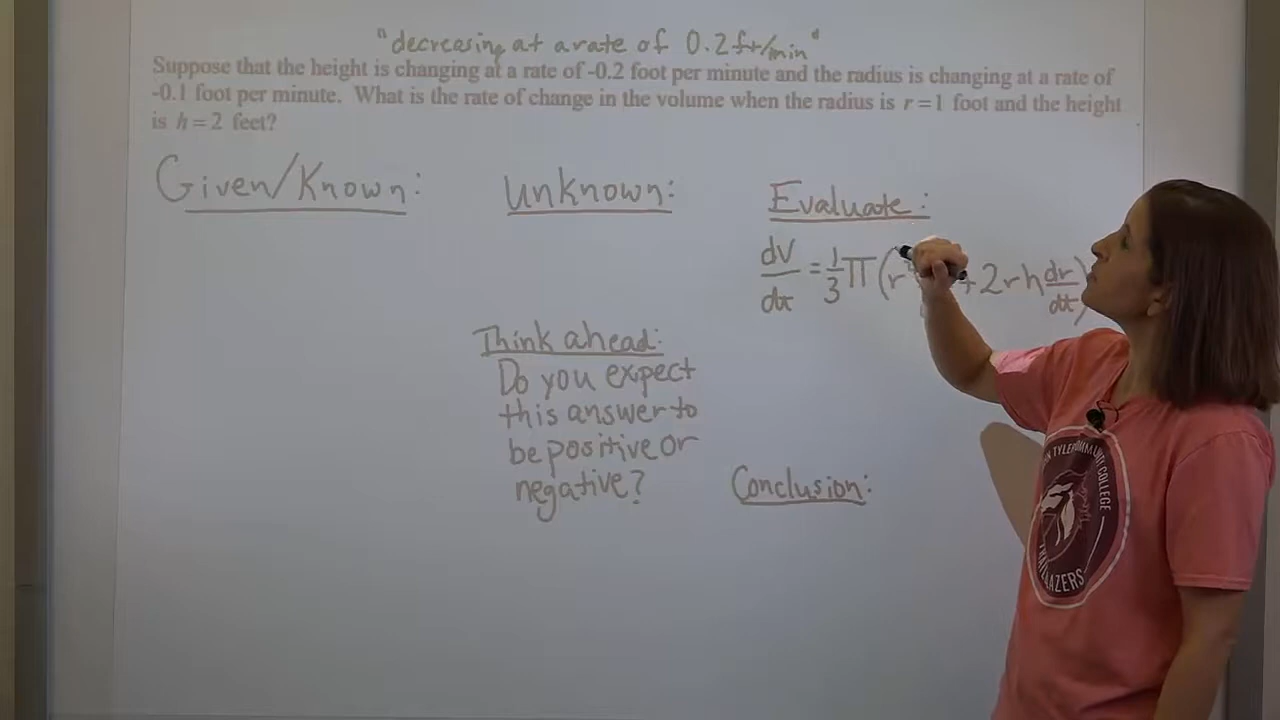 "decreasing at a rate of 0.2ft/min"
Suppose that the height is changing at a rate of -0.2 foot per minute and the radius is changing at a rate of
-0.1 foot per minute. What is the rate of change in the volume when the radius is r = 1 foot and the height
is h = 2 feet?
Given/Known:
Unknown:
Evaluate:
dV/dt = 1/3 π (r + 2rh dr/dt)
Think ahead:
Do you expect
this answer to
be positive or
negative?
Conclusion:
TYLER COMMUNITY COLLEGE